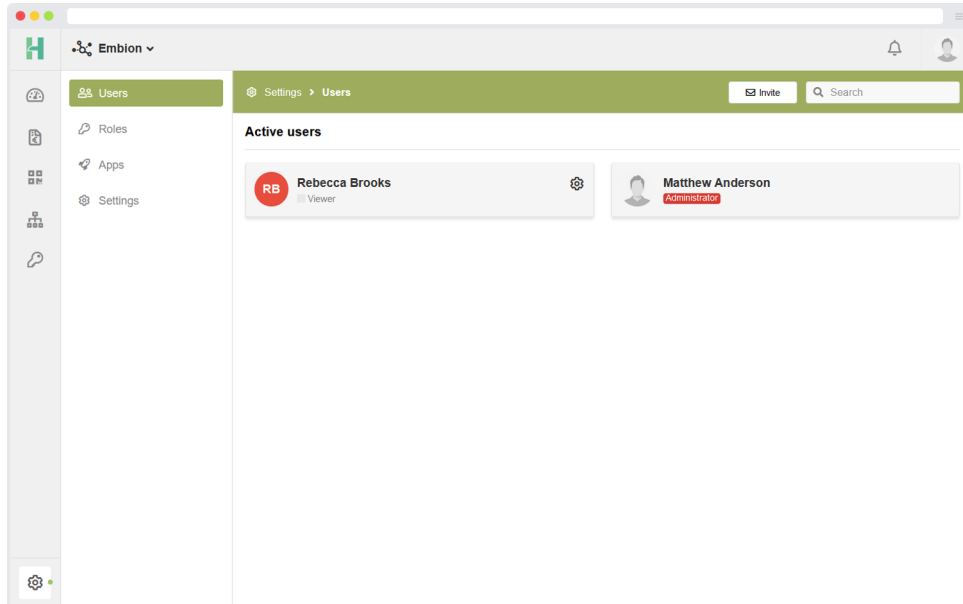 Embion
Users
Roles
Apps
Settings
Settings > Users
Invite
Search
Active users
RB
Rebecca Brooks
Viewer
Matthew Anderson
Administrator